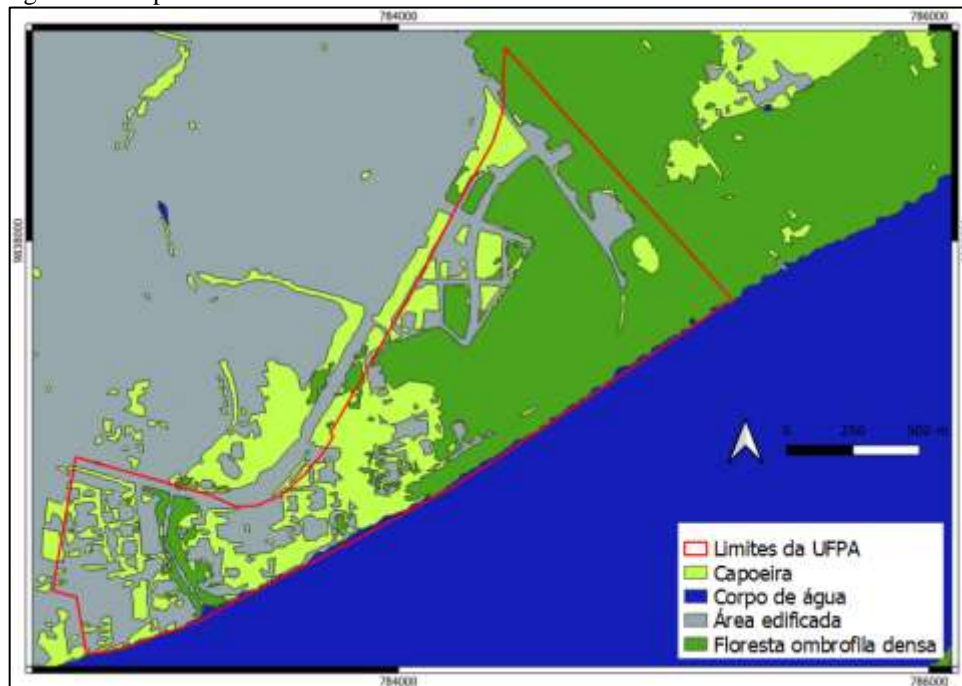 784000
786000
9838000
0 250 500 m
Limites da UFPA
Capoeira
Corpo de água
Área edificada
Floresta ombrofila densa
784000
786000